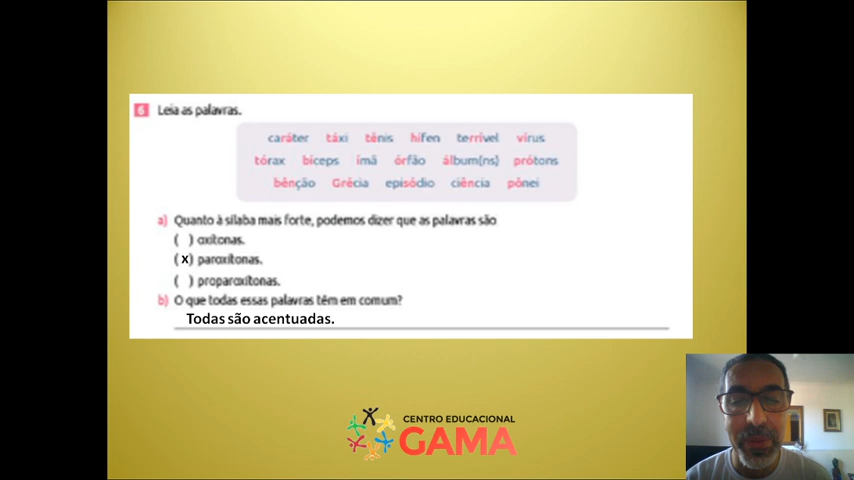 6 Leia as palavras.
caráter táxi tênis hífen terrível vírus
tórax bíceps ímã órfão álbum(ns) prótons
bênção Grécia episódio ciência pônei
a) Quanto à sílaba mais forte, podemos dizer que as palavras são
( ) oxítonas.
(x) paroxítonas.
( ) proparoxítonas.
b) O que todas essas palavras têm em comum?
Todas são acentuadas.
CENTRO EDUCACIONAL
GAMA